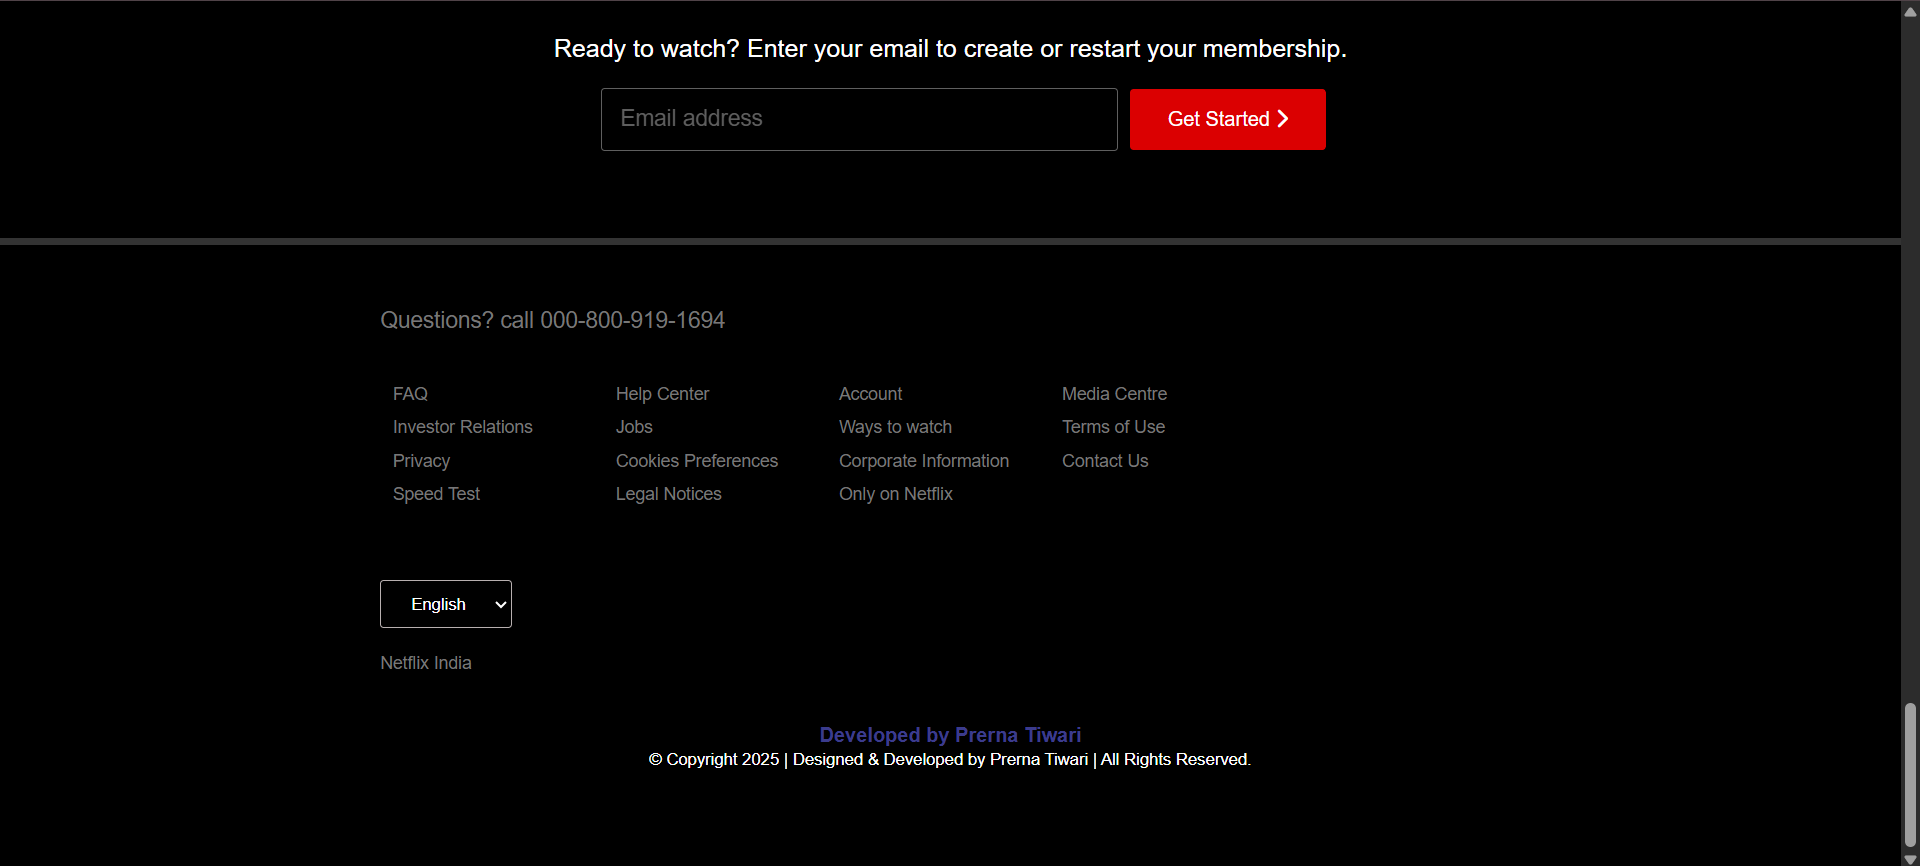 Ready to watch? Enter your email to create or restart your membership.
Email address
Get Started
Questions? call 000-800-919-1694
FAQ
Help Center
Account
Media Centre
Investor Relations
Jobs
Ways to watch
Terms of Use
Privacy
Cookies Preferences
Corporate Information
Contact Us
Speed Test
Legal Notices
Only on Netflix
English
Netflix India
Developed by Prerna Tiwari
© Copyright 2025 | Designed & Developed by Prerna Tiwari | All Rights Reserved.